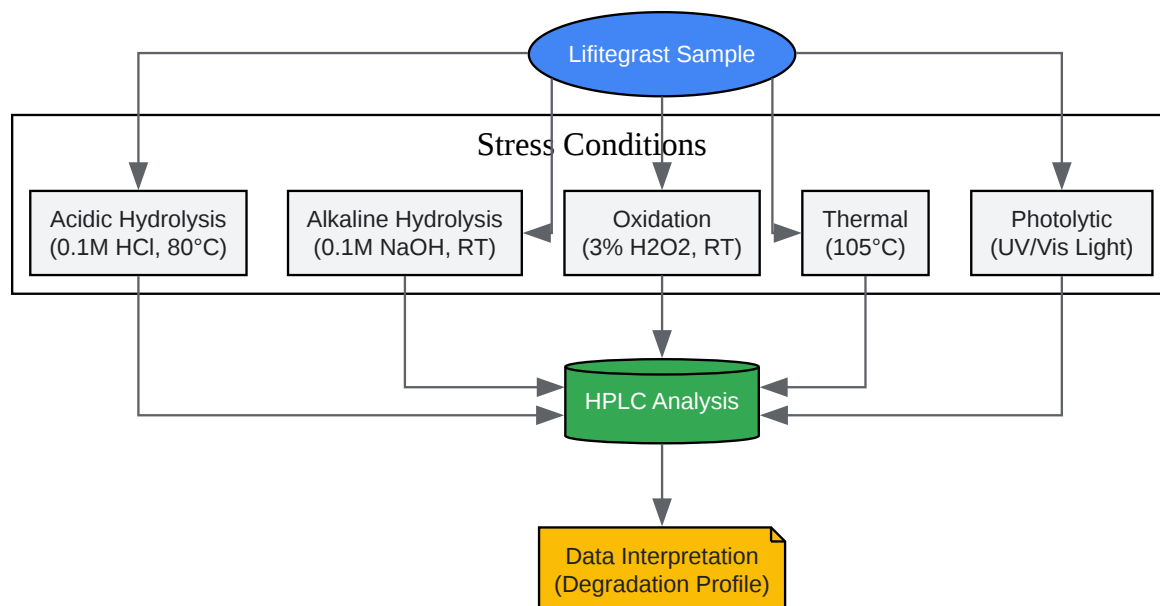 Lifitegrast Sample
Stress Conditions
Acidic Hydrolysis
(0.1M HCl, 80°C)
Alkaline Hydrolysis
(0.1M NaOH, RT)
Oxidation
(3% H2O2, RT)
Thermal
(105°C)
Photolytic
(UV/Vis Light)
HPLC Analysis
Data Interpretation
(Degradation Profile)